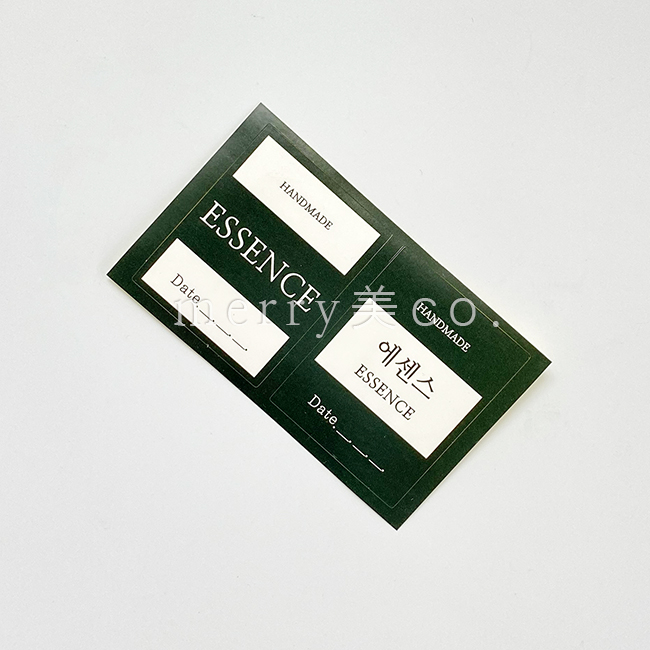 HANDMADE
ESSENCE
Date.__ __
HANDMADE
에센스
ESSENCE
Date.__ __ __
merry美co.